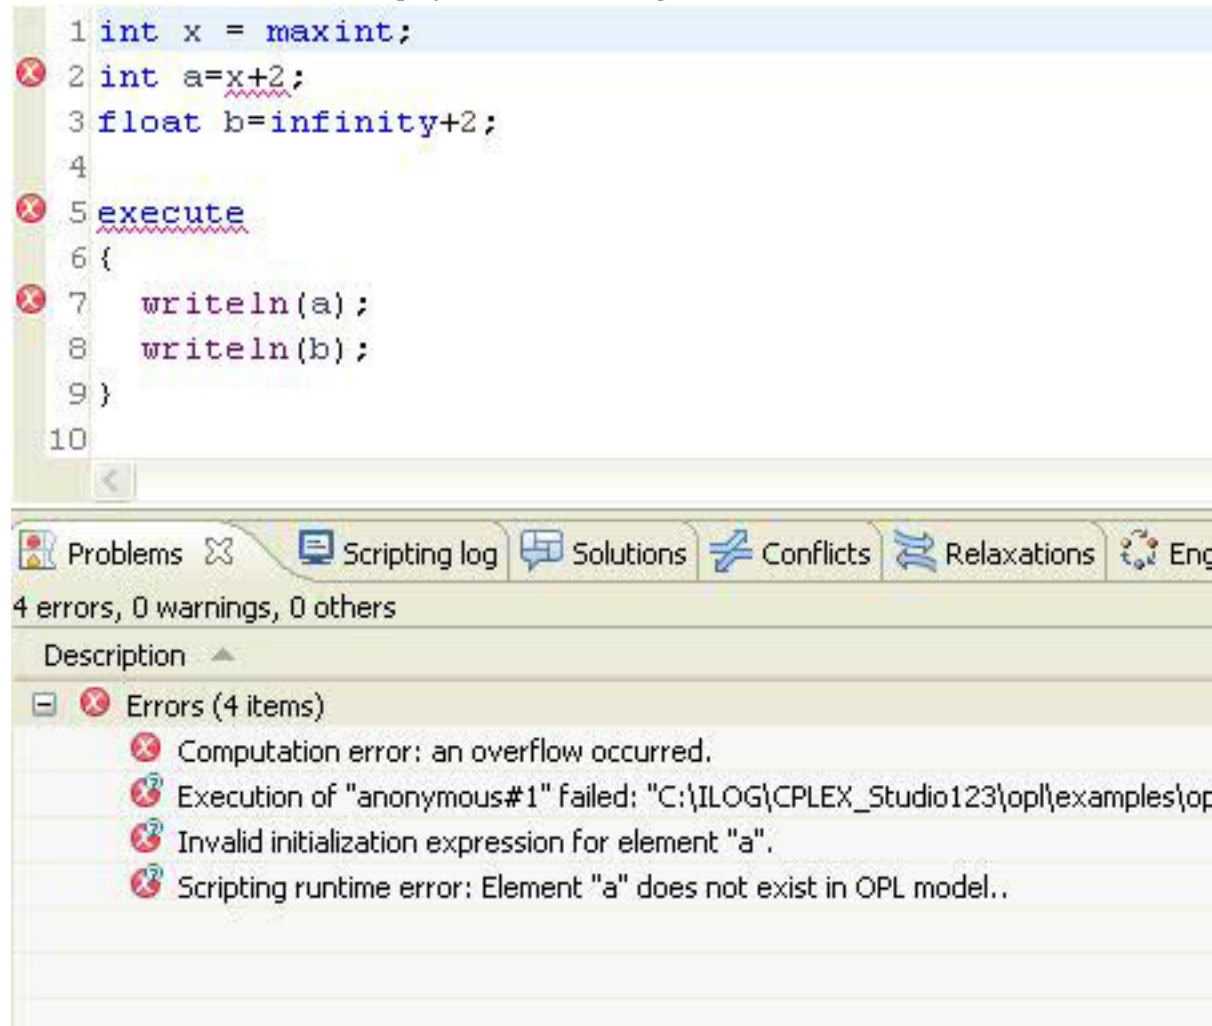 1 int x = maxint;
2 int a=x+2;
3 float b=infinity+2;
4
5 execute
6 {
7 writeln(a);
8 writeln(b);
9 }
10
Problems Scripting log Solutions Conflicts Relaxations Eng
4 errors, 0 warnings, 0 others
Description
Errors (4 items)
Computation error: an overflow occurred.
Execution of "anonymous#1" failed: "C:\ILOG\CPLEX_Studio123\opl\examples\op
Invalid initialization expression for element "a".
Scripting runtime error: Element "a" does not exist in OPL model..